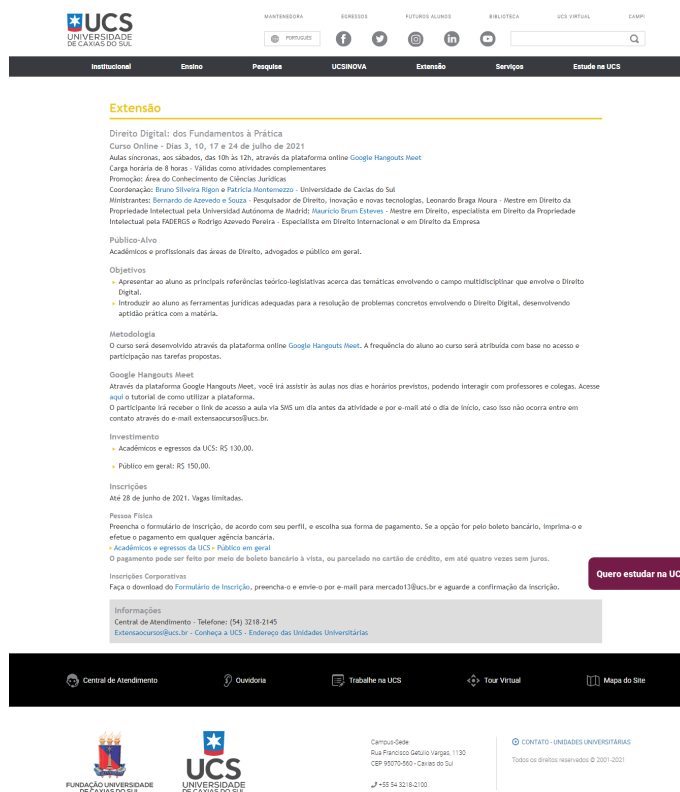 MANTENEDORA EGRESSOS FUTUROS ALUNOS BIBLIOTECA UCS VIRTUAL CAMPI
UCS
UNIVERSIDADE
DE CAXIAS DO SUL
PORTUGUÊS
Institucional Ensino Pesquisa UCSINOVA Extensão Serviços Estude na UCS
Extensão
Direito Digital: dos Fundamentos à Prática
Curso Online - Dias 3, 10, 17 e 24 de julho de 2021
Aulas síncronas, aos sábados, das 10h às 12h, através da plataforma online Google Hangouts Meet
Carga horária de 8 horas - Válidas como atividades complementares
Promoção: Área do Conhecimento de Ciências Jurídicas
Coordenação: Bruno Silveira Rigon e Patricia Montemezzo - Universidade de Caxias do Sul
Ministrantes: Bernardo de Azevedo e Souza - Pesquisador de Direito, inovação e novas tecnologias, Leonardo Braga Moura - Mestre em Direito da
Propriedade Intelectual pela Universidad Autónoma de Madrid; Maurício Brum Esteves - Mestre em Direito, especialista em Direito da Propriedade
Intelectual pela FADERGS e Rodrigo Azevedo Pereira - Especialista em Direito Internacional e em Direito da Empresa
Público-Alvo
Acadêmicos e profissionais das áreas de Direito, advogados e público em geral.
Objetivos
Apresentar ao aluno as principais referências teórico-legislativas acerca das temáticas envolvendo o campo multidisciplinar que envolve o Direito
Digital.
Introduzir ao aluno as ferramentas jurídicas adequadas para a resolução de problemas concretos envolvendo o Direito Digital, desenvolvendo
aptidão prática com a matéria.
Metodologia
O curso será desenvolvido através da plataforma online Google Hangouts Meet. A frequência do aluno ao curso será atribuída com base no acesso e
participação nas tarefas propostas.
Google Hangouts Meet
Através da plataforma Google Hangouts Meet, você irá assistir às aulas nos dias e horários previstos, podendo interagir com professores e colegas. Acesse
aqui o tutorial de como utilizar a plataforma.
O participante irá receber o link de acesso a aula via SMS um dia antes da atividade e por e-mail até o dia de início, caso isso não ocorra entre em
contato através do e-mail extensaocursos@ucs.br.
Investimento
Acadêmicos e egressos da UCS: R$ 130,00.
Público em geral: R$ 150,00.
Inscrições
Até 28 de junho de 2021. Vagas limitadas.
Pessoa Física
Preencha o formulário de Inscrição, de acordo com seu perfil, e escolha sua forma de pagamento. Se a opção for pelo boleto bancário, imprima-o e
efetue o pagamento em qualquer agência bancária.
Acadêmicos e egressos da UCS Público em geral
O pagamento pode ser feito por meio de boleto bancário à vista, ou parcelado no cartão de crédito, em até quatro vezes sem juros.
Inscrições Corporativas
Faça o download do Formulário de Inscrição, preencha-o e envie-o por e-mail para mercado13@ucs.br e aguarde a confirmação da inscrição.
Quero estudar na UC
Informações
Central de Atendimento - Telefone: (54) 3218-2145
Extensaocursos@ucs.br - Conheça a UCS - Endereço das Unidades Universitárias
Central de Atendimento Ouvidoria Trabalhe na UCS Tour Virtual Mapa do Site
FUNDAÇÃO UNIVERSIDADE
DE CAXIAS DO SUL
UCS
UNIVERSIDADE
DE CAXIAS DO SUL
Campus-Sede:
Rua Francisco Getúlio Vargas, 1130
CEP 95070-560 - Caxias do Sul
+55 54 3218-2100
CONTATO - UNIDADES UNIVERSITÁRIAS
Todos os direitos reservados © 2001-2021